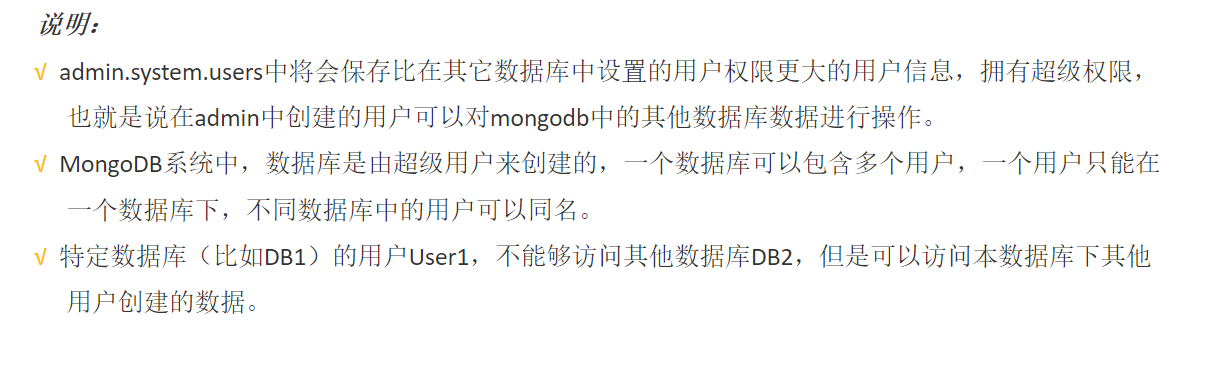 说明：
√ admin.system.users中将会保存比在其它数据库中设置的用户权限更大的用户信息，拥有超级权限，
也就是说在admin中创建的用户可以对mongodb中的其他数据库数据进行操作。
√ MongoDB系统中，数据库是由超级用户来创建的，一个数据库可以包含多个用户，一个用户只能在
一个数据库下，不同数据库中的用户可以同名。
√ 特定数据库（比如DB1）的用户User1，不能够访问其他数据库DB2，但是可以访问本数据库下其他
用户创建的数据。